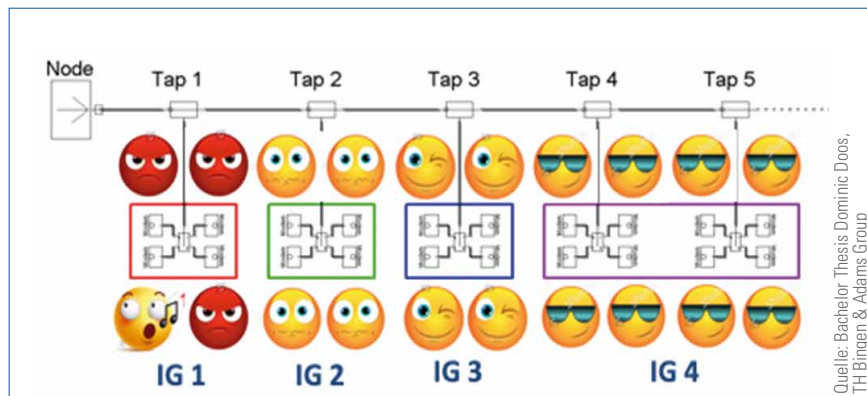 Node
Tap 1
Tap 2
Tap 3
Tap 4
Tap 5
IG 1
IG 2
IG 3
IG 4
Quelle: Bachelor Thesis Dominic Doos,
TH Bingen & Adams Group